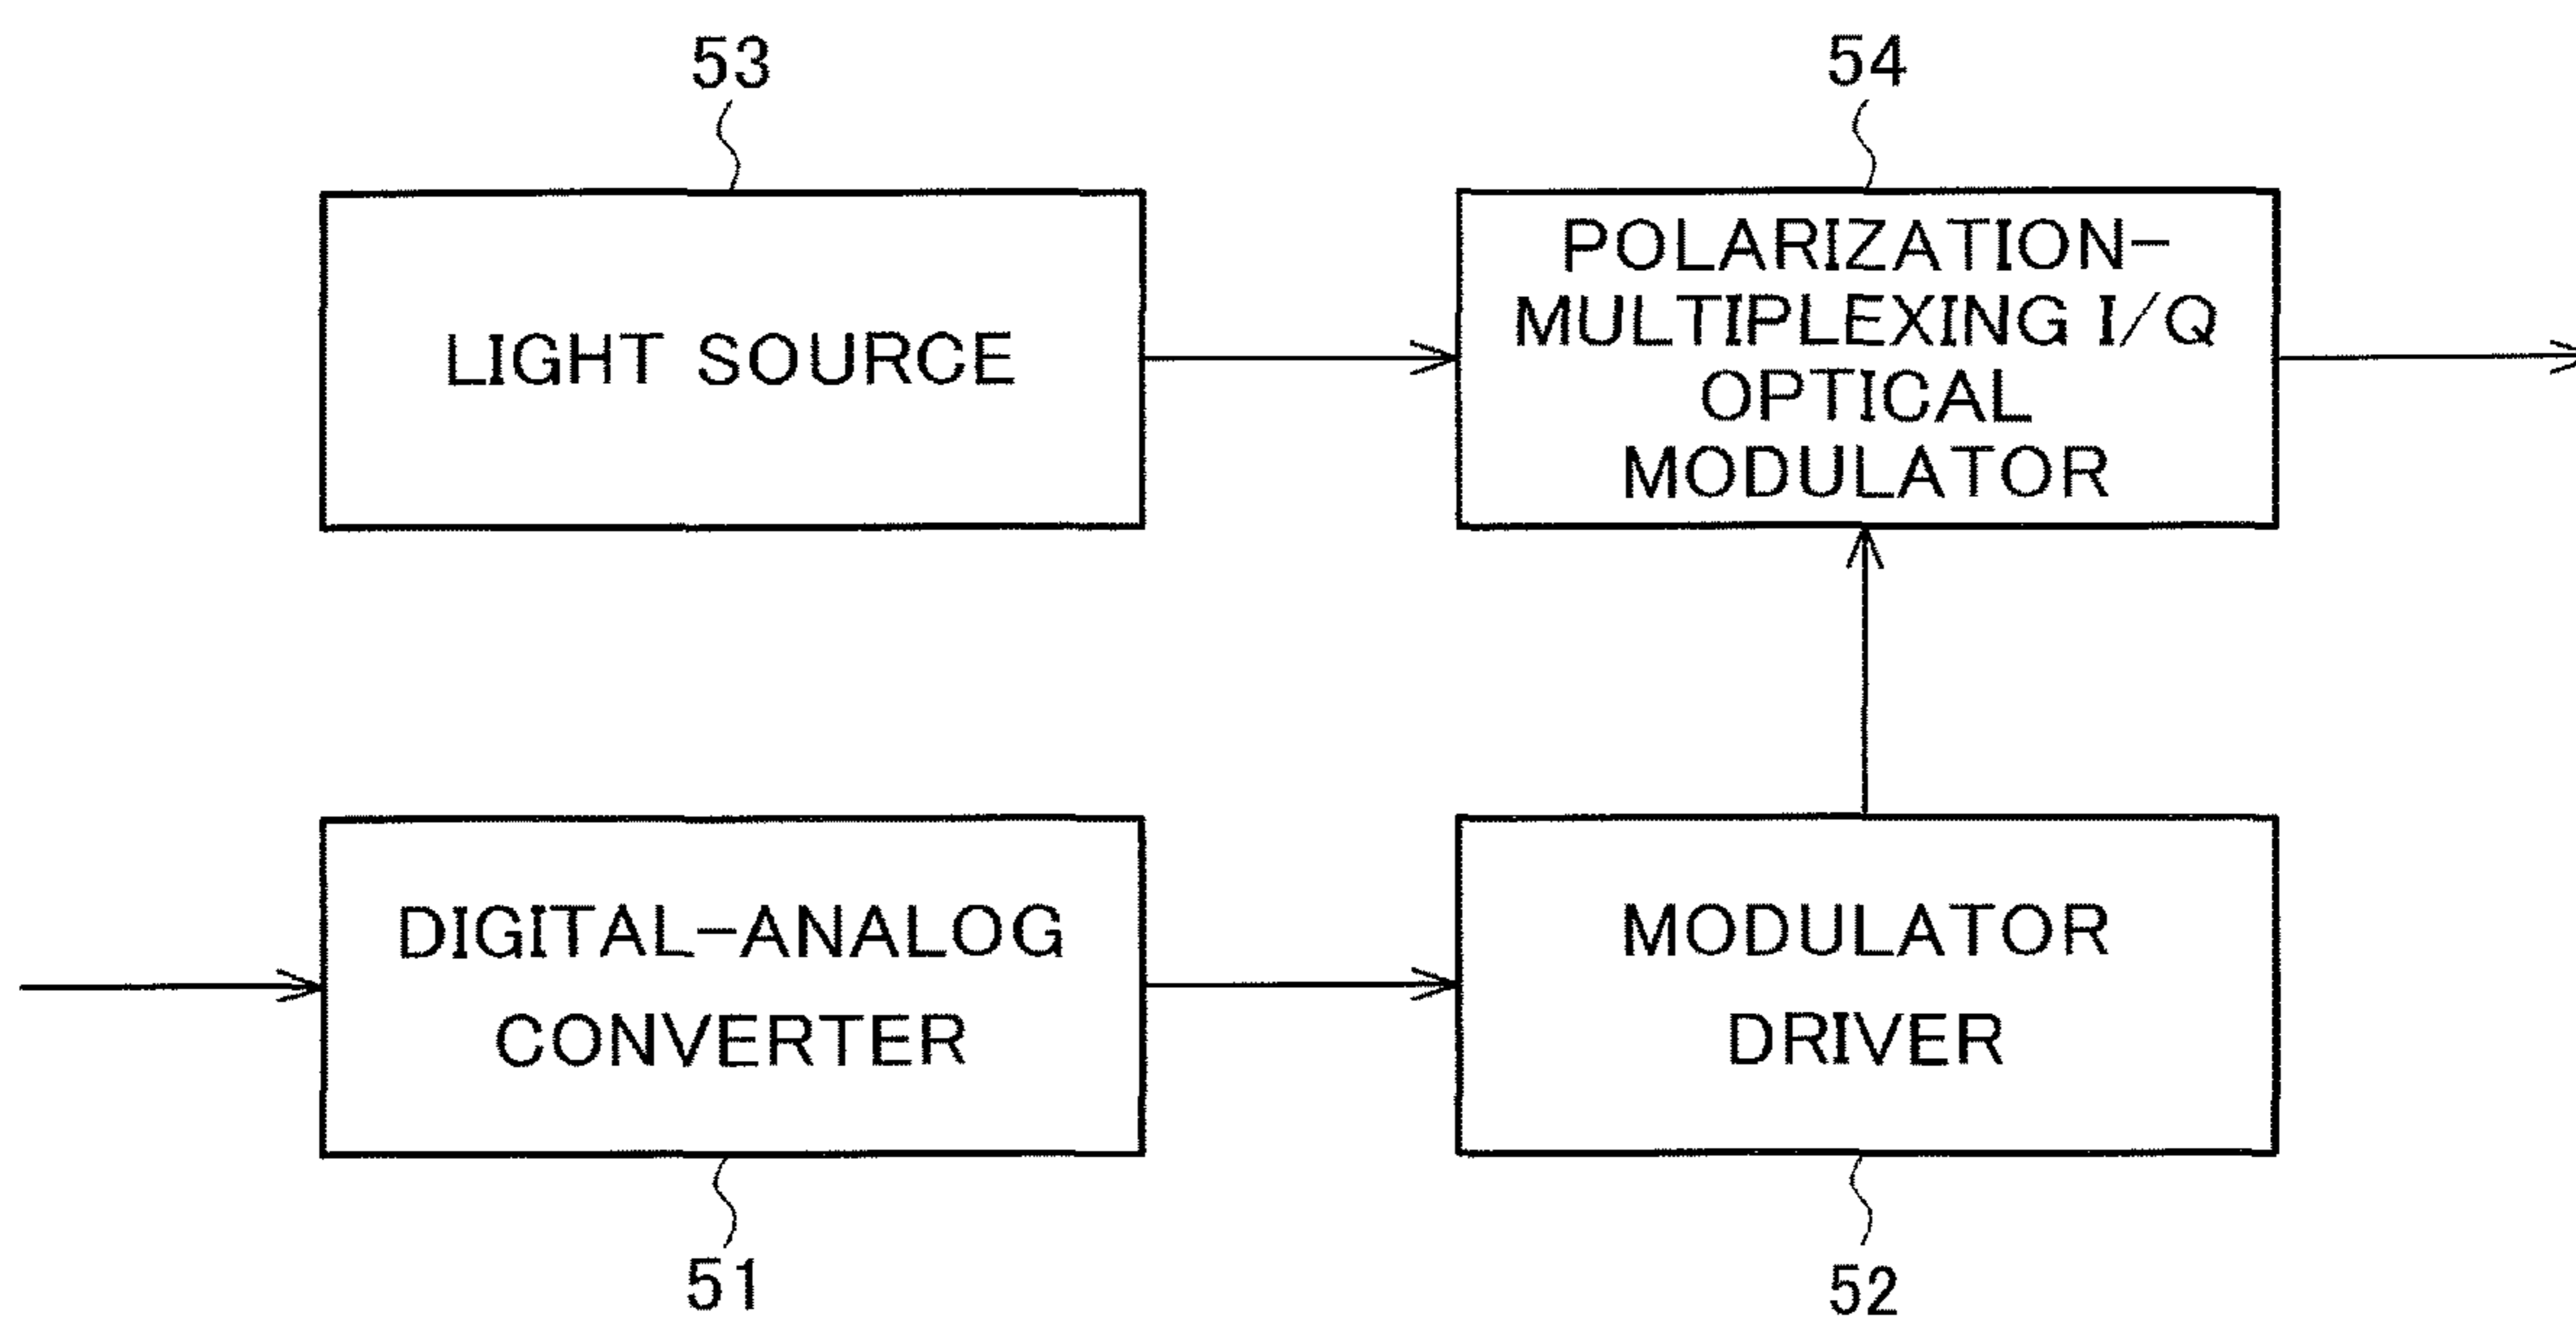 53
54
LIGHT SOURCE
POLARIZATION-
MULTIPLEXING I/Q
OPTICAL
MODULATOR
DIGITAL-ANALOG
CONVERTER
MODULATOR
DRIVER
51
52